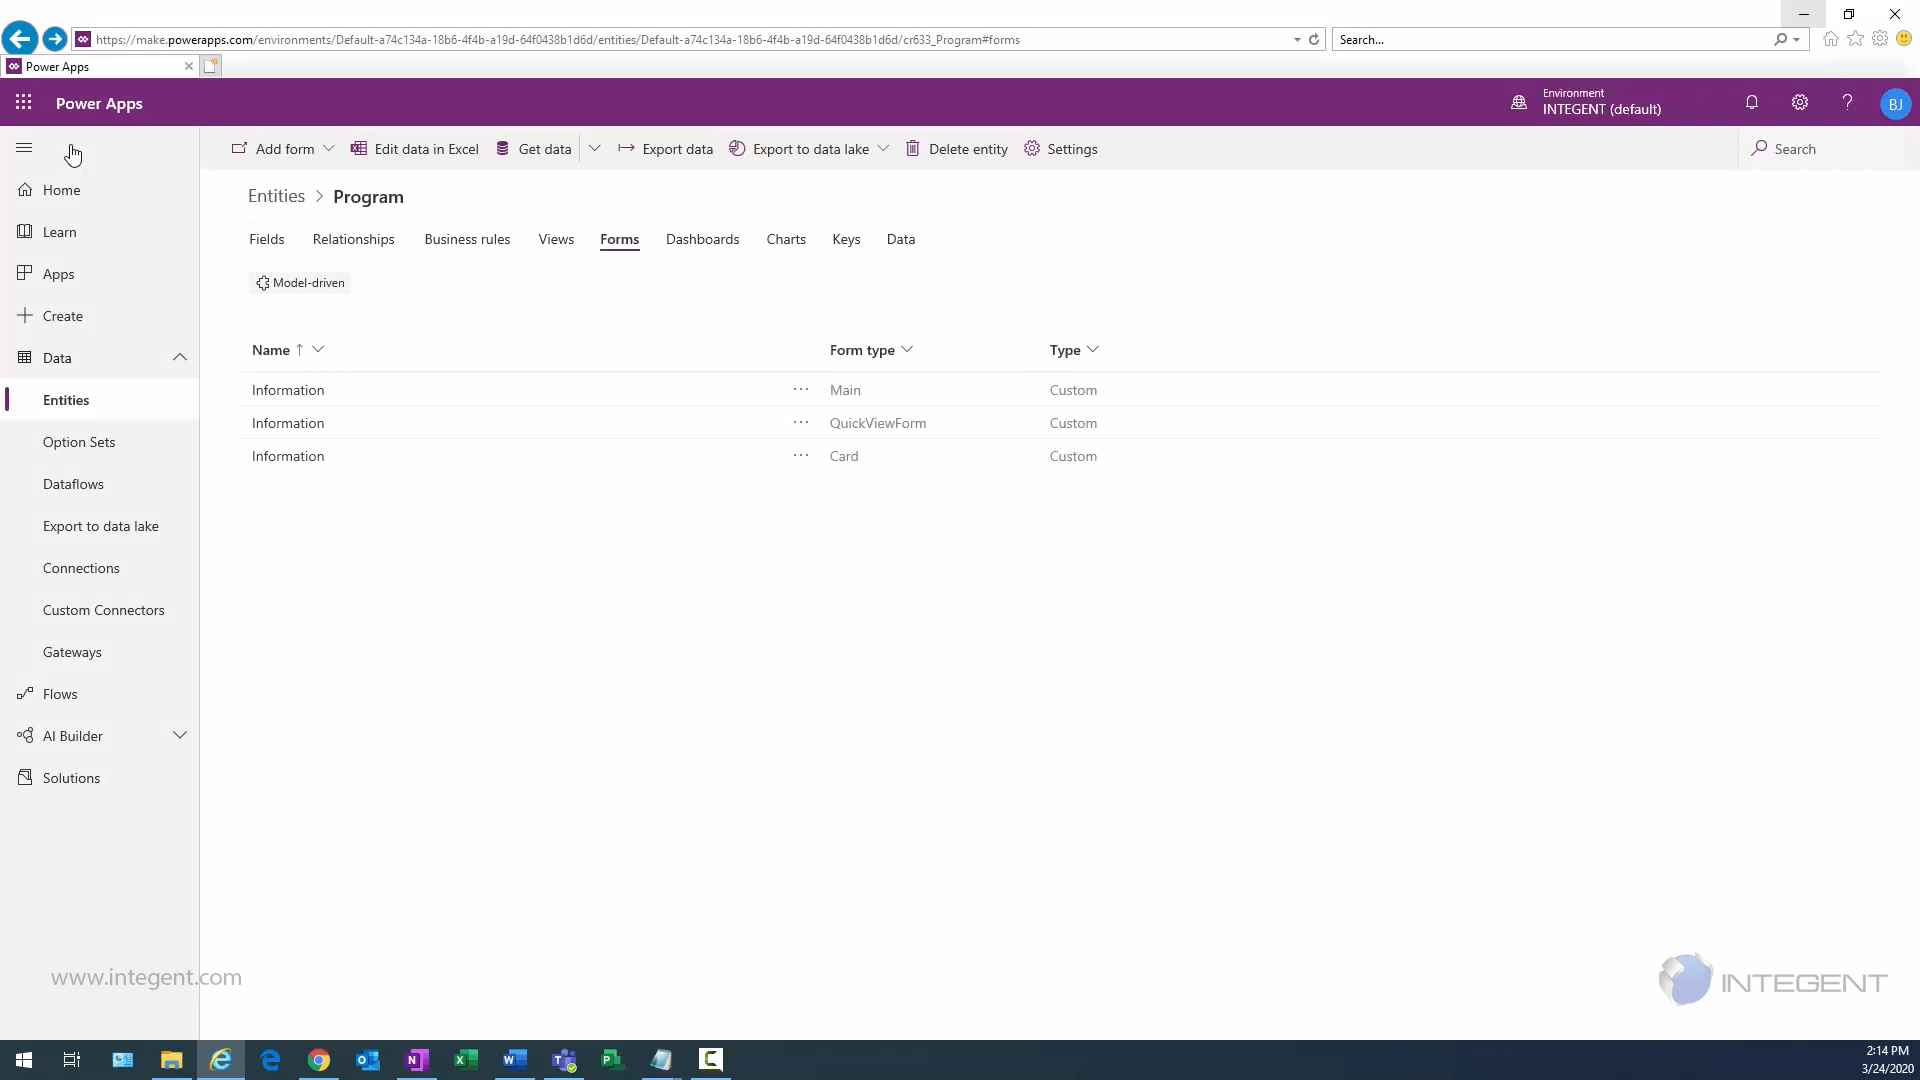 https://make.powerapps.com/environments/Default-a74c134a-18b6-4f4b-a19d-64f0438b1d6d/entities/Default-a74c134a-18b6-4f4b-a19d-64f0438b1d6d/cr633_Program#forms
Search...
Power Apps
Power Apps
Environment
INTEGENT (default)
?
BJ
Add form
Edit data in Excel
Get data
Export data
Export to data lake
Delete entity
Settings
Search
Home
Learn
Apps
Create
Data
Entities
Option Sets
Dataflows
Export to data lake
Connections
Custom Connectors
Gateways
Flows
AI Builder
Solutions
Entities > Program
Fields Relationships Business rules Views Forms Dashboards Charts Keys Data
Model-driven
Name ↑ Form type Type
Information ... Main Custom
Information ... QuickViewForm Custom
Information ... Card Custom
www.integent.com
INTEGENT
2:14 PM
3/24/2020